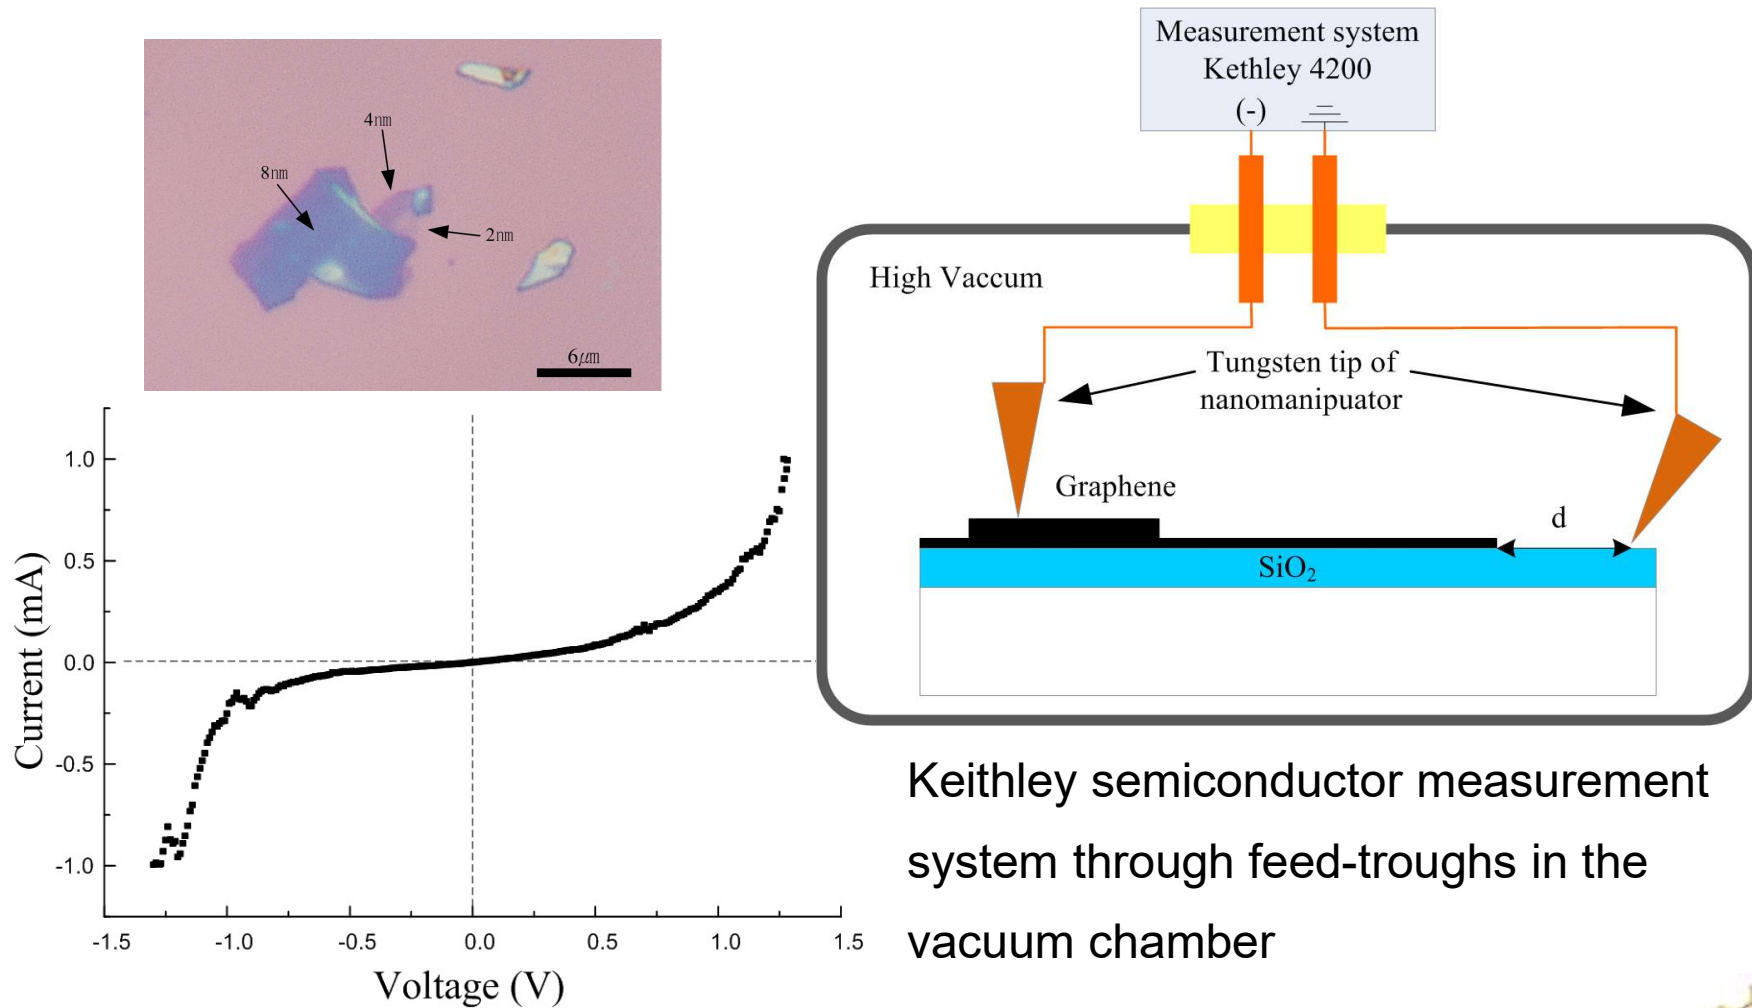 4nm
8nm
2nm
6μm
Measurement system
Kethley 4200
(-)
High Vaccum
Tungsten tip of
nanomanipuator
Graphene
d
SiO₂
Current (mA)
1.0
0.5
0.0
-0.5
-1.0
-1.5 -1.0 -0.5 0.0 0.5 1.0 1.5
Voltage (V)
Keithley semiconductor measurement
system through feed-troughs in the
vacuum chamber